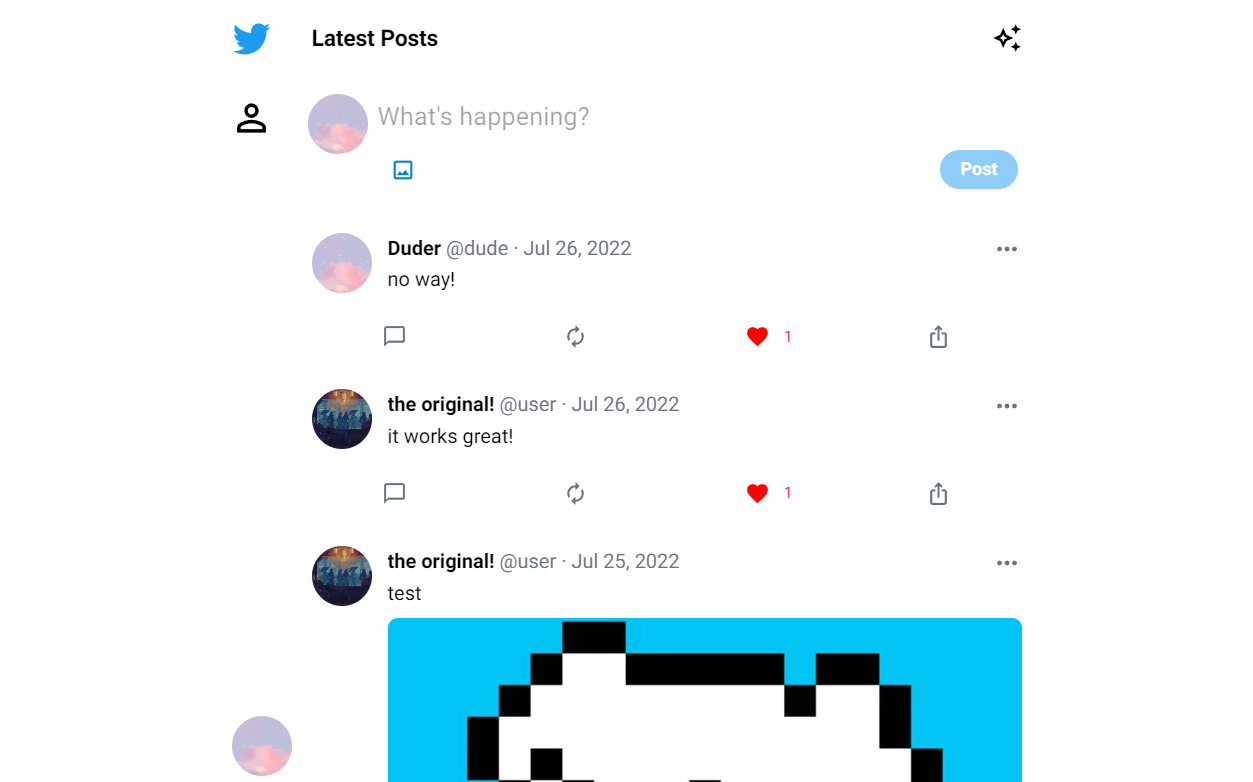 Latest Posts
What's happening?
Post
Duder @dude · Jul 26, 2022
no way!
1
the original! @user · Jul 26, 2022
it works great!
1
the original! @user · Jul 25, 2022
test